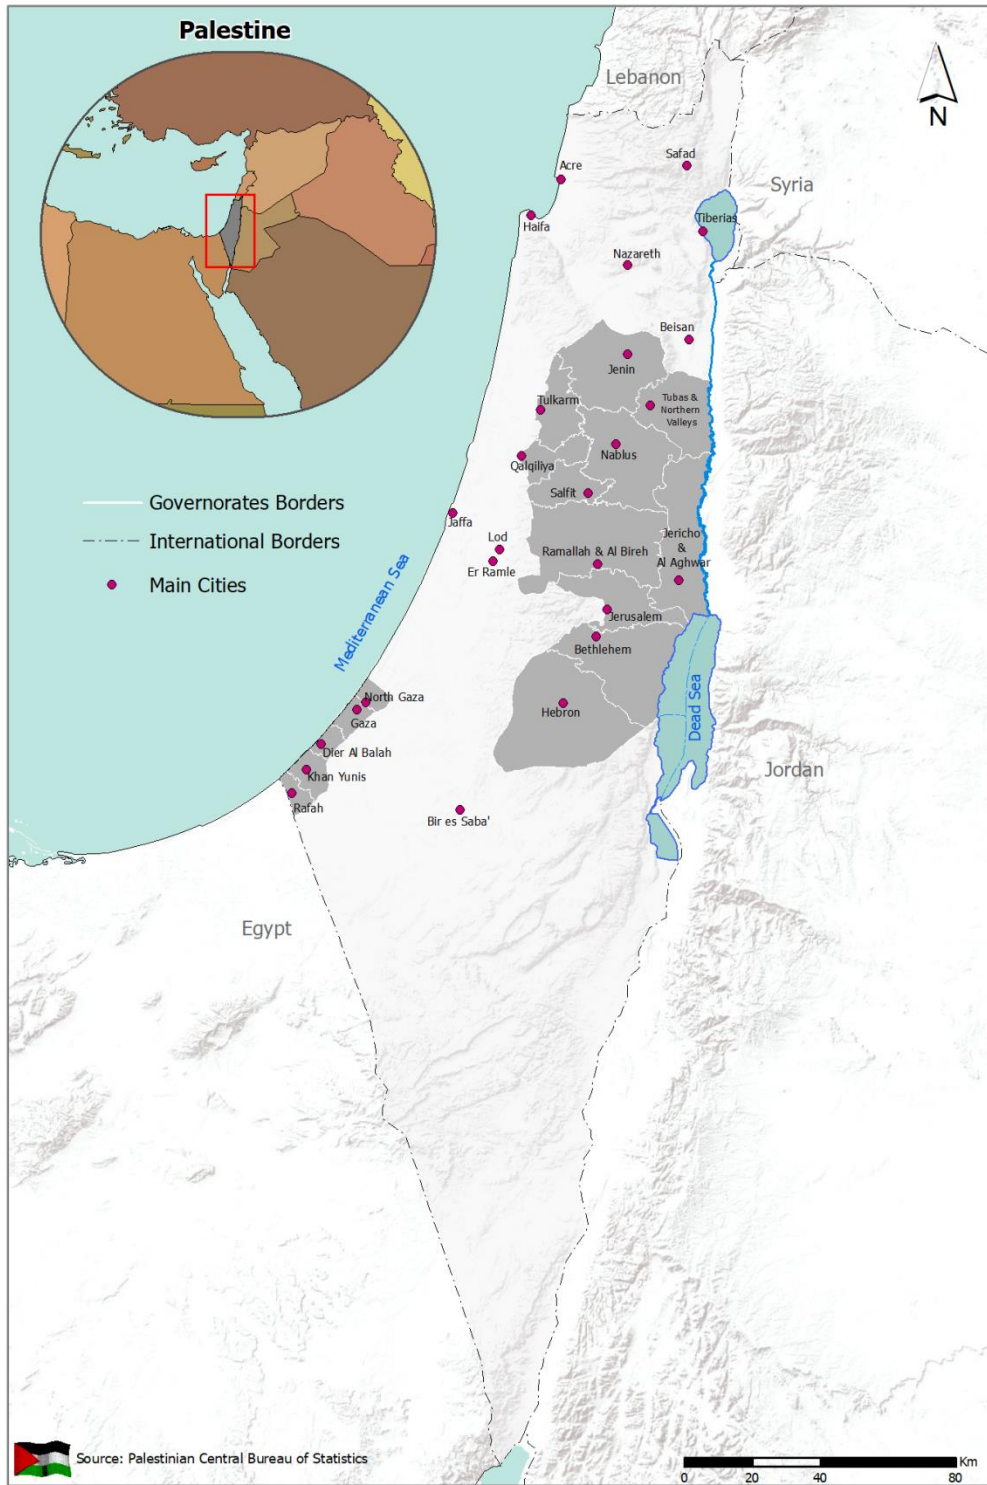 Palestine
Lebanon
N
Safad
Acre
Syria
Tiberias
Haifa
Nazareth
Beisan
Jenin
Tulkarm
Tubas &
Northern
Valleys
Nablus
Qalqiliya
Salfit
Governorates Borders
International Borders
Main Cities
Jaffa
Lod
Er Ramle
Ramallah & Al Bireh
Jericho
&
Al Aghwar
Jerusalem
Bethlehem
Mediterranean Sea
North Gaza
Gaza
Hebron
Dead Sea
Dier Al Balah
Khan Yunis
Jordan
Rafah
Bir es Saba'
Egypt
Source: Palestinian Central Bureau of Statistics
Km
0 20 40 80